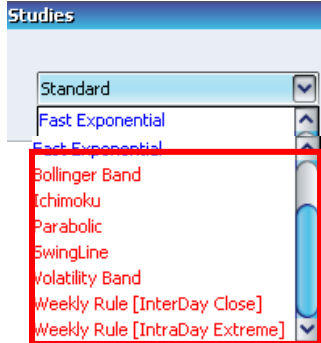 Studies
Standard
Fast Exponential
Fast Exponential
Bollinger Band
Ichimoku
Parabolic
SwingLine
Volatility Band
Weekly Rule [InterDay Close]
Weekly Rule [IntraDay Extreme]